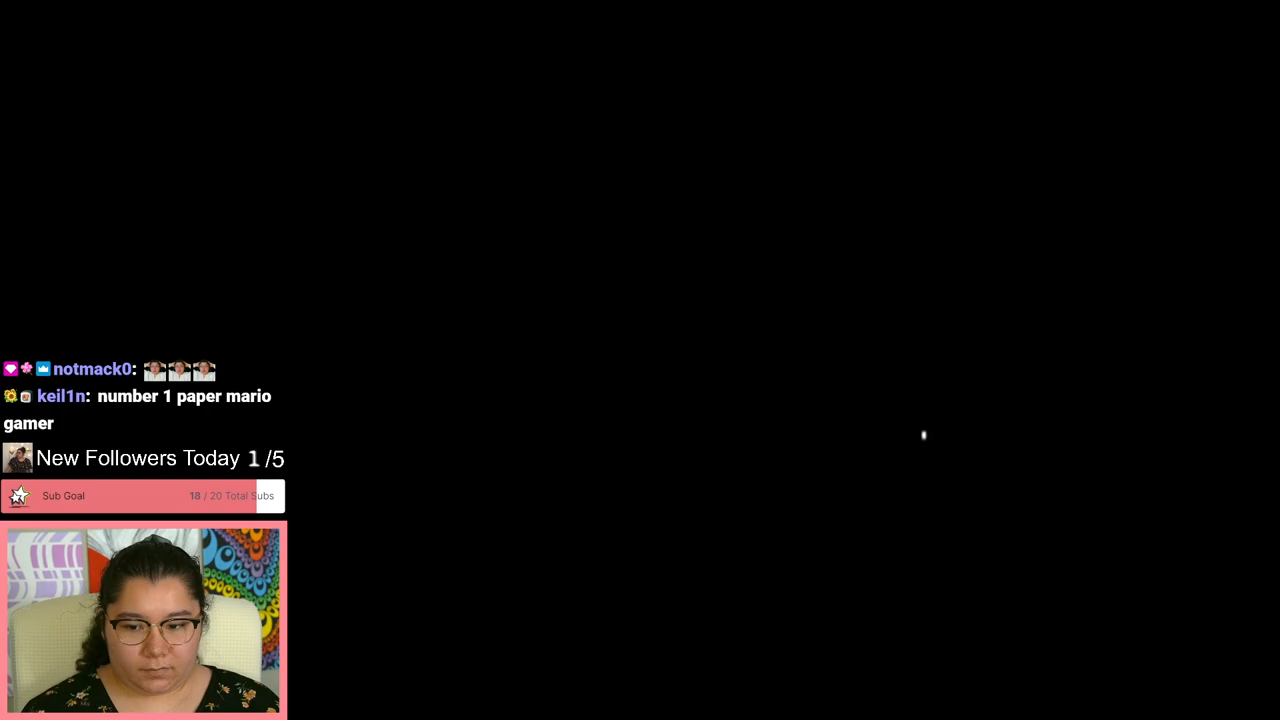 notmack0:
keil1n: number 1 paper mario
gamer
New Followers Today 1 /5
Sub Goal 18 / 20 Total Subs